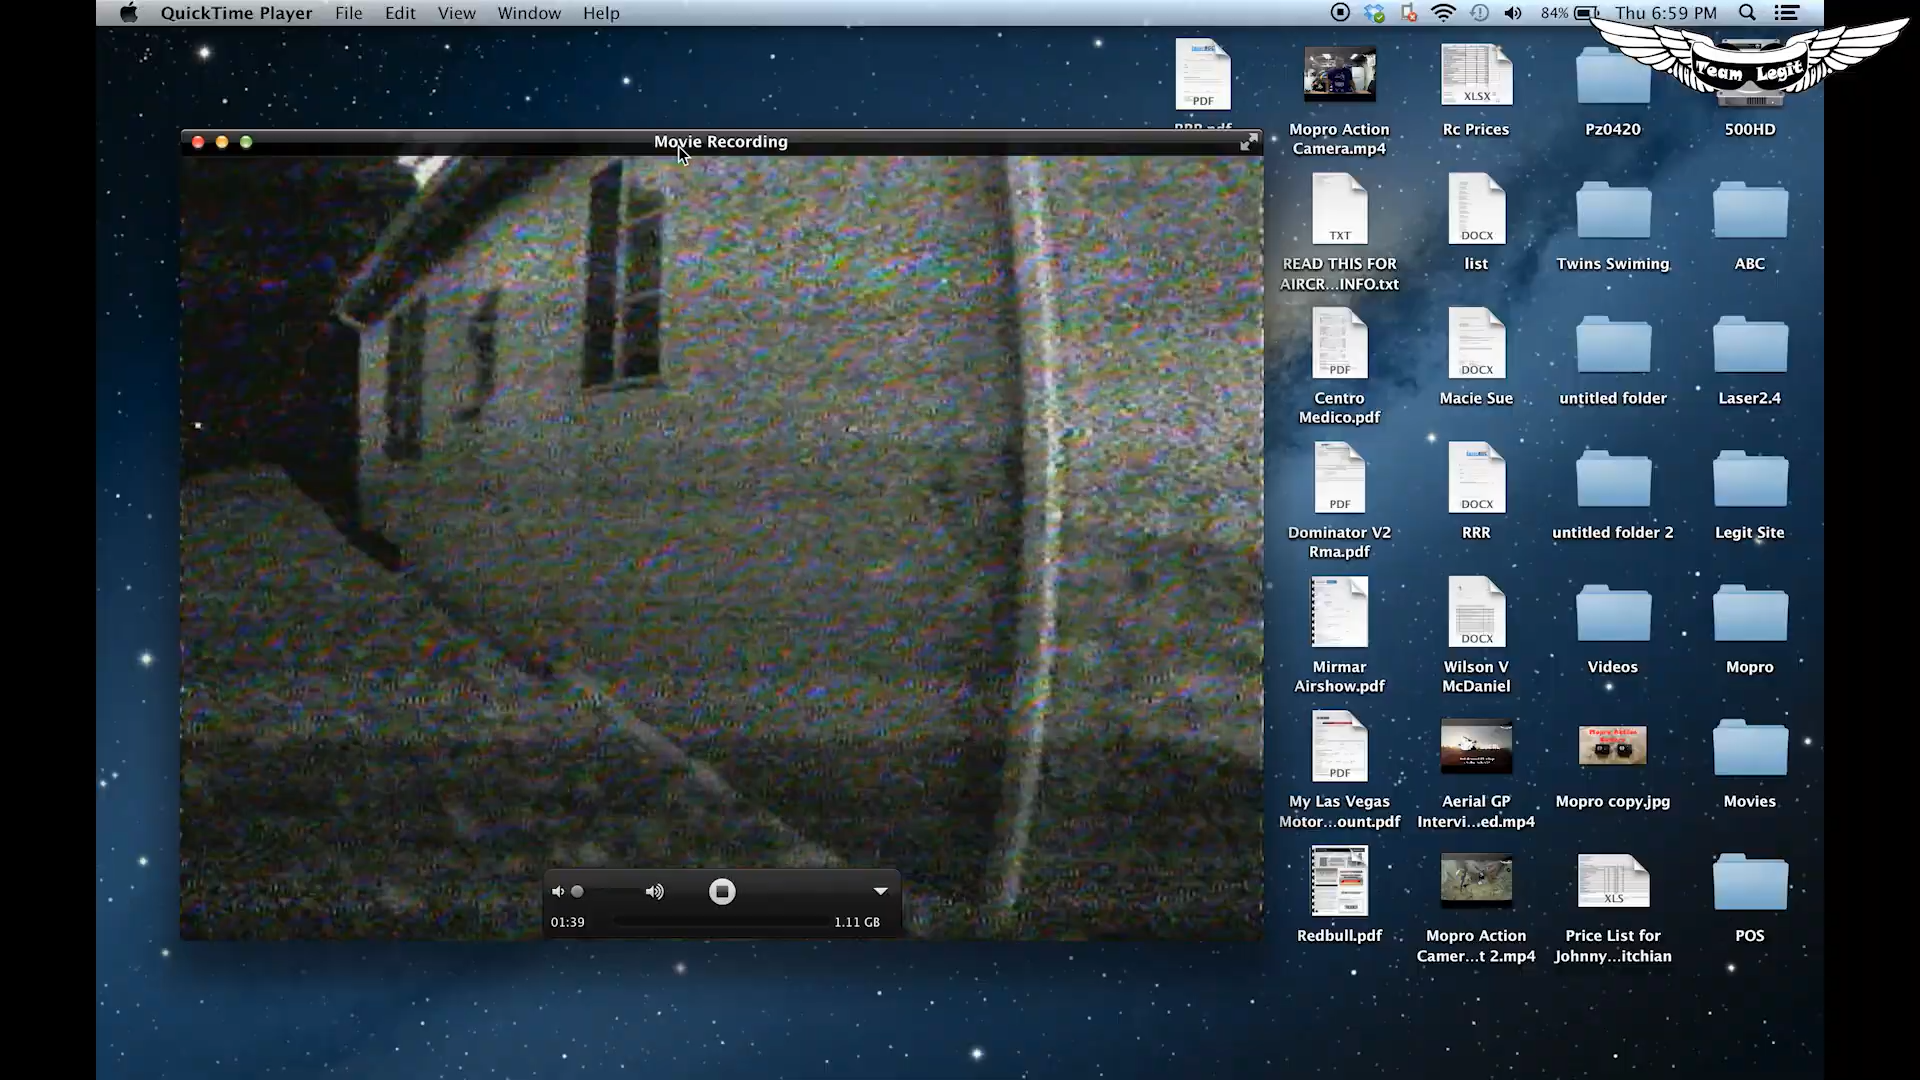 QuickTime Player File Edit View Window Help 84% Thu 6:59 PM
Team Legit
Movie Recording
01:39 1.11 GB
PDF
RRR.pdf
Mopro Action
Camera.mp4
XLSX
Rc Prices
Pz0420
500HD
TXT
READ THIS FOR
AIRCR...INFO.txt
DOCX
list
Twins Swiming
ABC
PDF
Centro
Medico.pdf
DOCX
Macie Sue
untitled folder
Laser2.4
PDF
Dominator V2
Rma.pdf
DOCX
RRR
untitled folder 2
Legit Site
Mirmar
Airshow.pdf
DOCX
Wilson V
McDaniel
Videos
Mopro
PDF
My Las Vegas
Motor...ount.pdf
Aerial GP
Intervi...ed.mp4
Mopro copy.jpg
Movies
Redbull.pdf
Mopro Action
Camer...t 2.mp4
XLS
Price List for
Johnny...itchian
POS